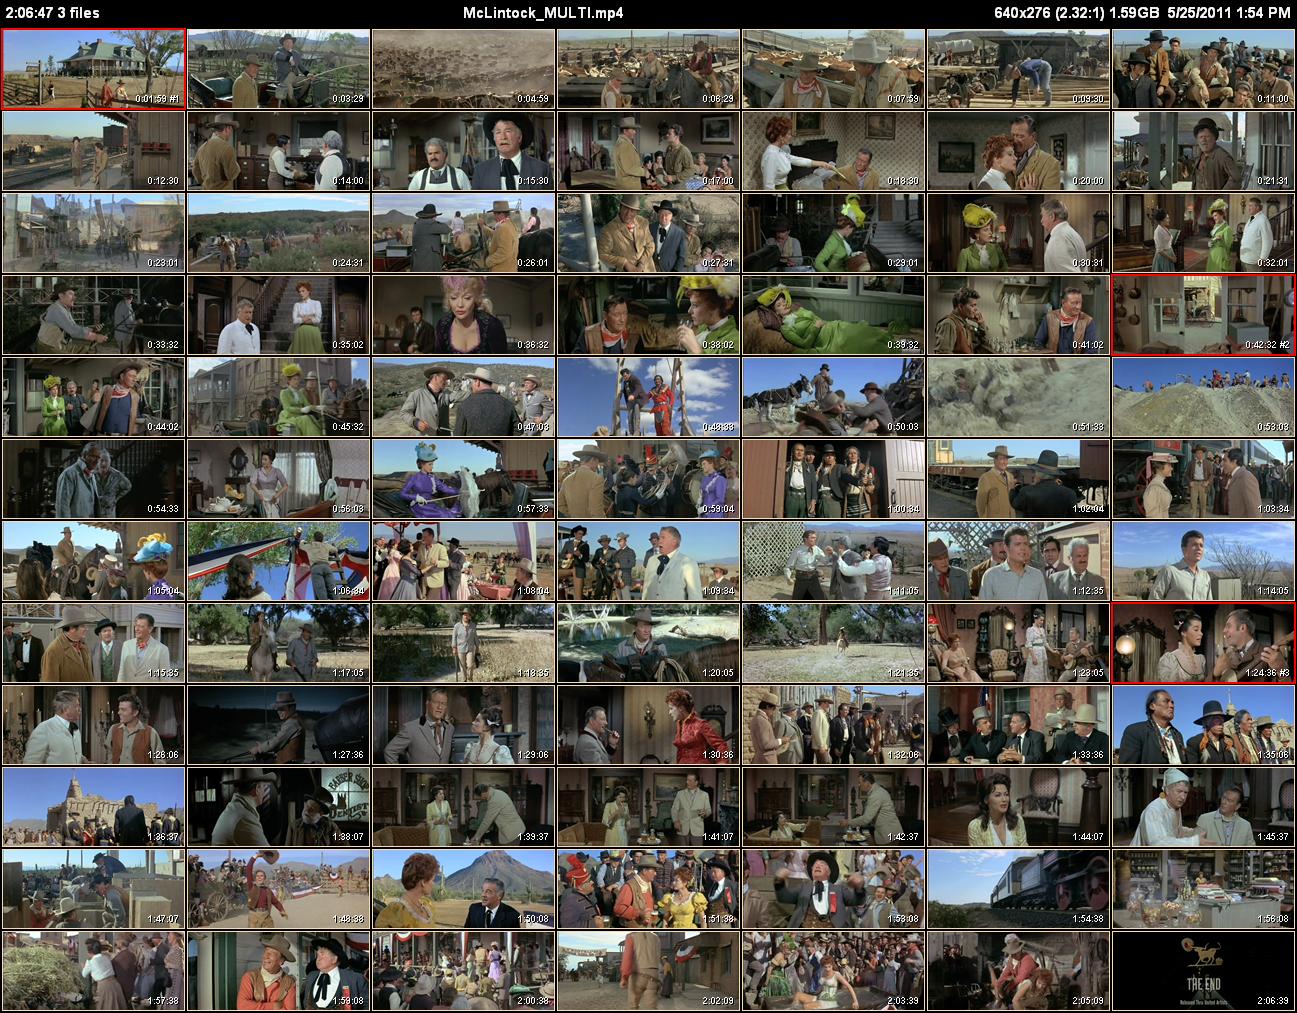 2:06:47 3 files McLintock_MULTI.mp4 640x276 (2.32:1) 1.59GB 5/25/2011 1:54 PM
0:01:59 #1 0:03:29 0:04:59 0:06:29 0:07:59 0:09:30 0:11:00
0:12:30 0:14:00 0:15:30 0:17:00 0:18:30 0:20:00 0:21:31
0:23:01 0:24:31 0:26:01 0:27:31 0:29:01 0:30:31 0:32:01
0:33:32 0:35:02 0:36:32 0:38:02 0:39:32 0:41:02 0:42:32 #2
0:44:02 0:45:32 0:47:03 0:48:33 0:50:03 0:51:33 0:53:03
0:54:33 0:56:03 0:57:33 0:59:04 1:00:34 1:02:04 1:03:34
1:05:04 1:06:34 1:08:04 1:09:34 1:11:05 1:12:35 1:14:05
1:15:35 1:17:05 1:18:35 1:20:05 1:21:35 1:23:05 1:24:36 #3
1:26:06 1:27:36 1:29:06 1:30:36 1:32:06 1:33:36 1:35:06
BARBER SHOP
DENTIST
1:36:37 1:38:07 1:39:37 1:41:07 1:42:37 1:44:07 1:45:37
1:47:07 1:48:38 1:50:08 1:51:38 1:53:08 1:54:38 1:56:08
THE END
Released Thru United Artists
1:57:38 1:59:08 2:00:38 2:02:09 2:03:39 2:05:09 2:06:39